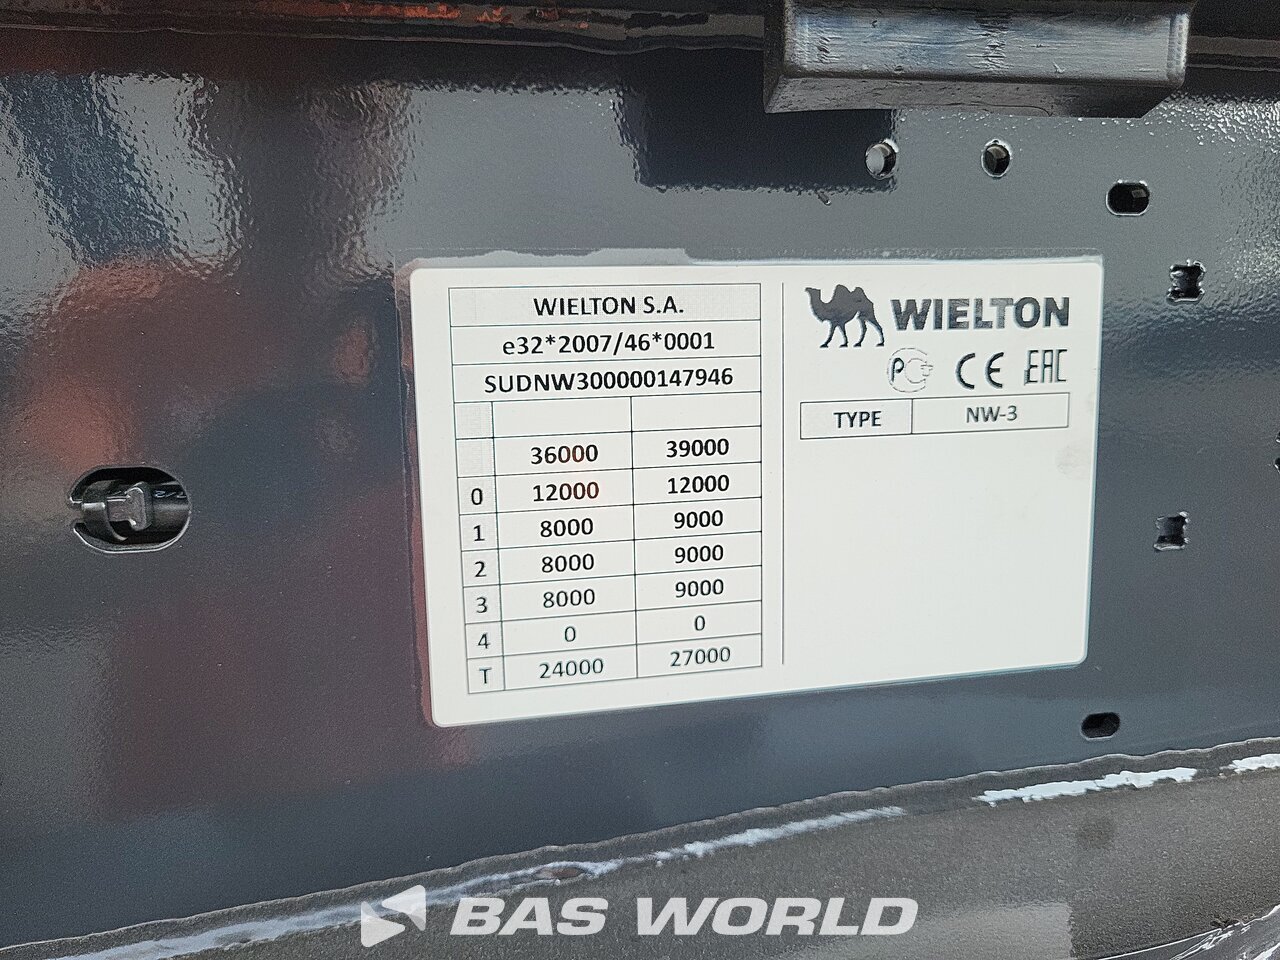 WIELTON S.A.
e32*2007/46*0001
SUDNW300000147946
36000 39000
0 12000 12000
1 8000 9000
2 8000 9000
3 8000 9000
4 0 0
T 24000 27000
WIELTON
PC CE EAC
TYPE NW-3
BAS WORLD